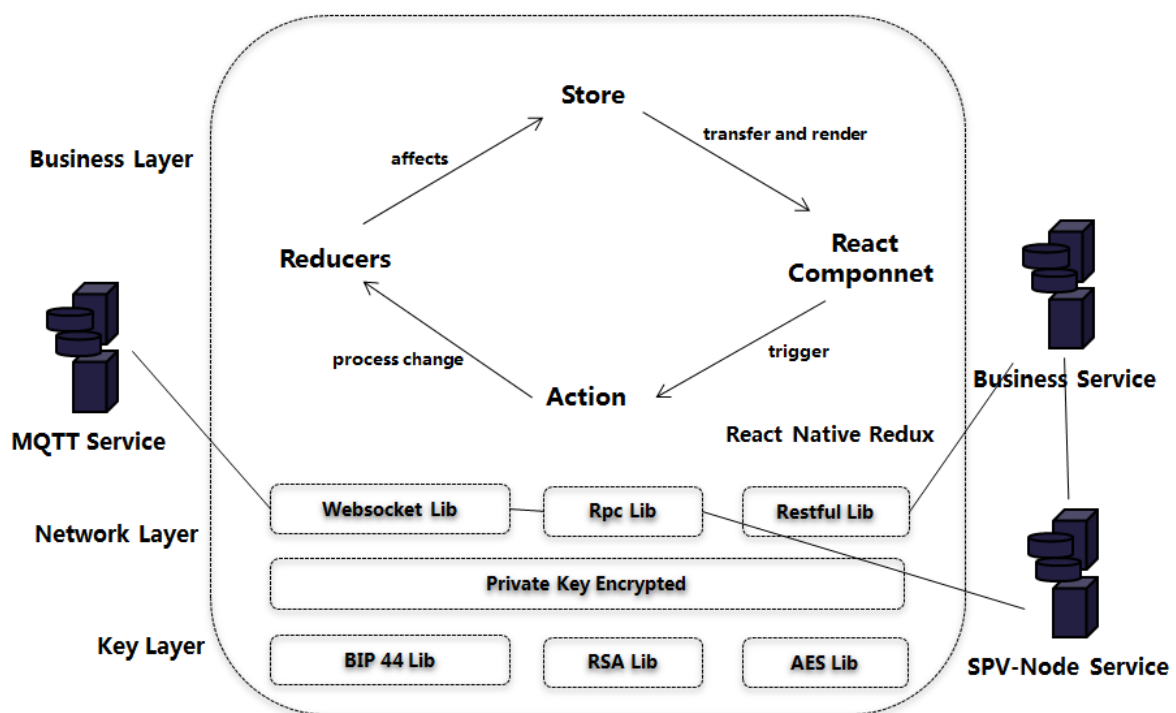 Store
transfer and render
Business Layer
affects
Reducers
React
Componnet
process change
trigger
Business Service
Action
MQTT Service
React Native Redux
Websocket Lib
Rpc Lib
Restful Lib
Network Layer
Private Key Encrypted
Key Layer
BIP 44 Lib
RSA Lib
AES Lib
SPV-Node Service